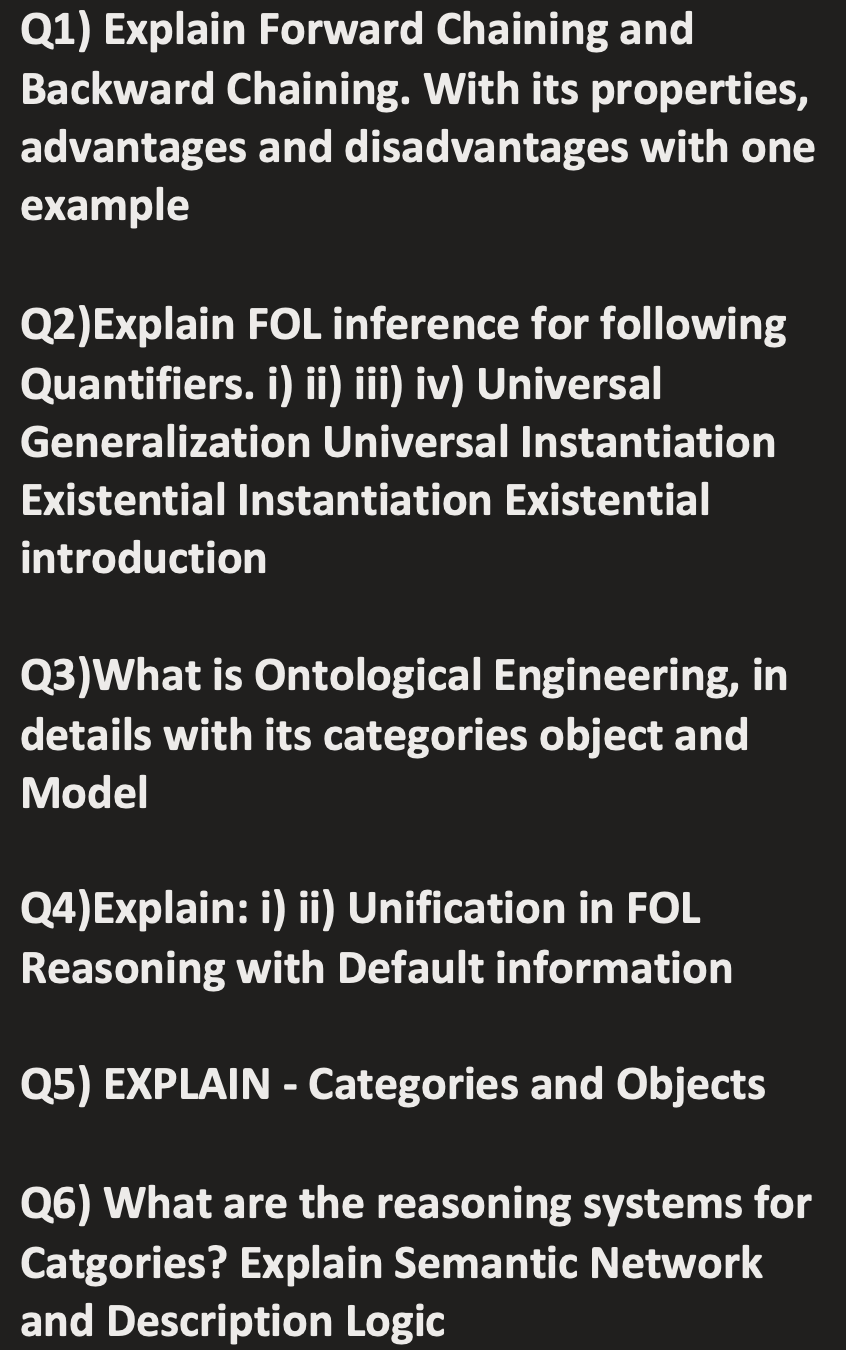 Q1) Explain Forward Chaining and
Backward Chaining. With its properties,
advantages and disadvantages with one
example
Q2)Explain FOL inference for following
Quantifiers. i) ii) iii) iv) Universal
Generalization Universal Instantiation
Existential Instantiation Existential
introduction
Q3)What is Ontological Engineering, in
details with its categories object and
Model
Q4)Explain: i) ii) Unification in FOL
Reasoning with Default information
Q5) EXPLAIN - Categories and Objects
Q6) What are the reasoning systems for
Catgories? Explain Semantic Network
and Description Logic